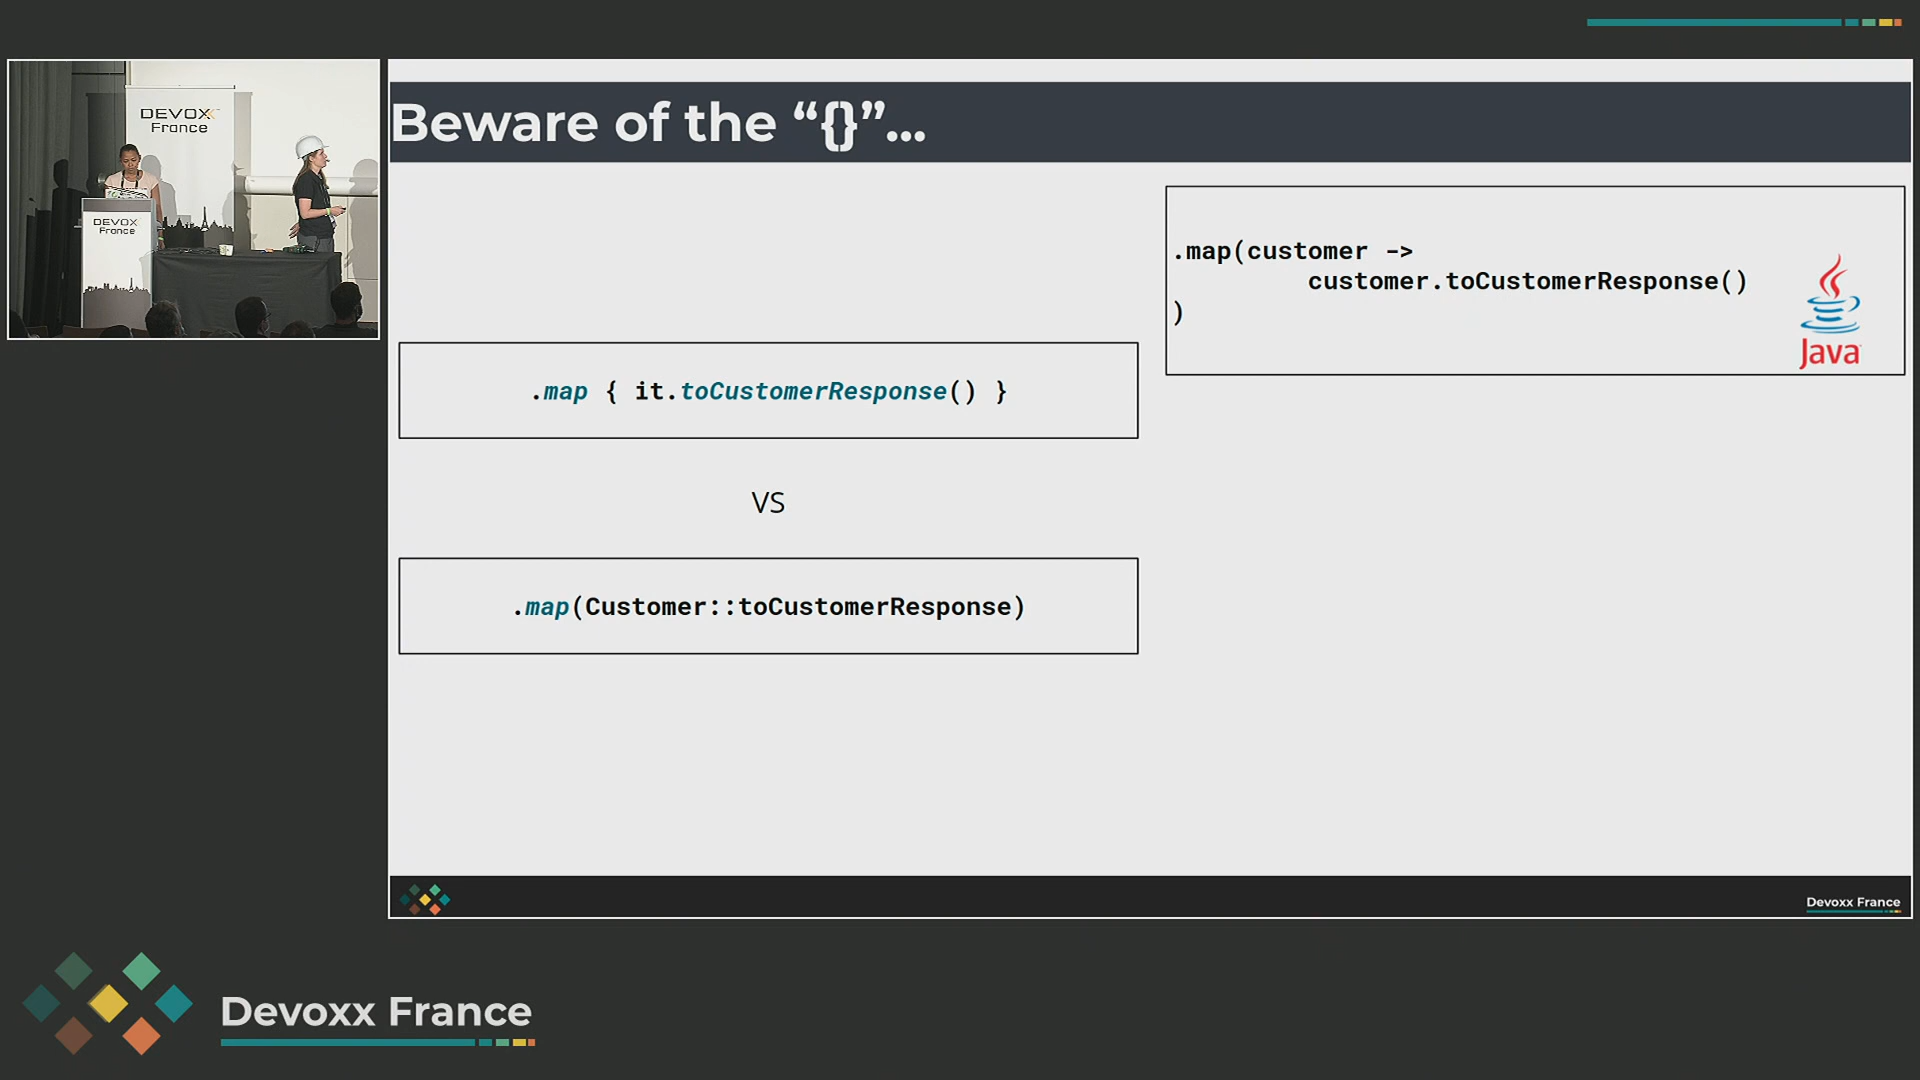 DEVOXX
France
DEVOXX
France
Beware of the “{}”...
.map { it.toCustomerResponse() }
VS
.map(Customer::toCustomerResponse)
.map(customer ->
customer.toCustomerResponse()
)
Java
Devoxx France
Devoxx France